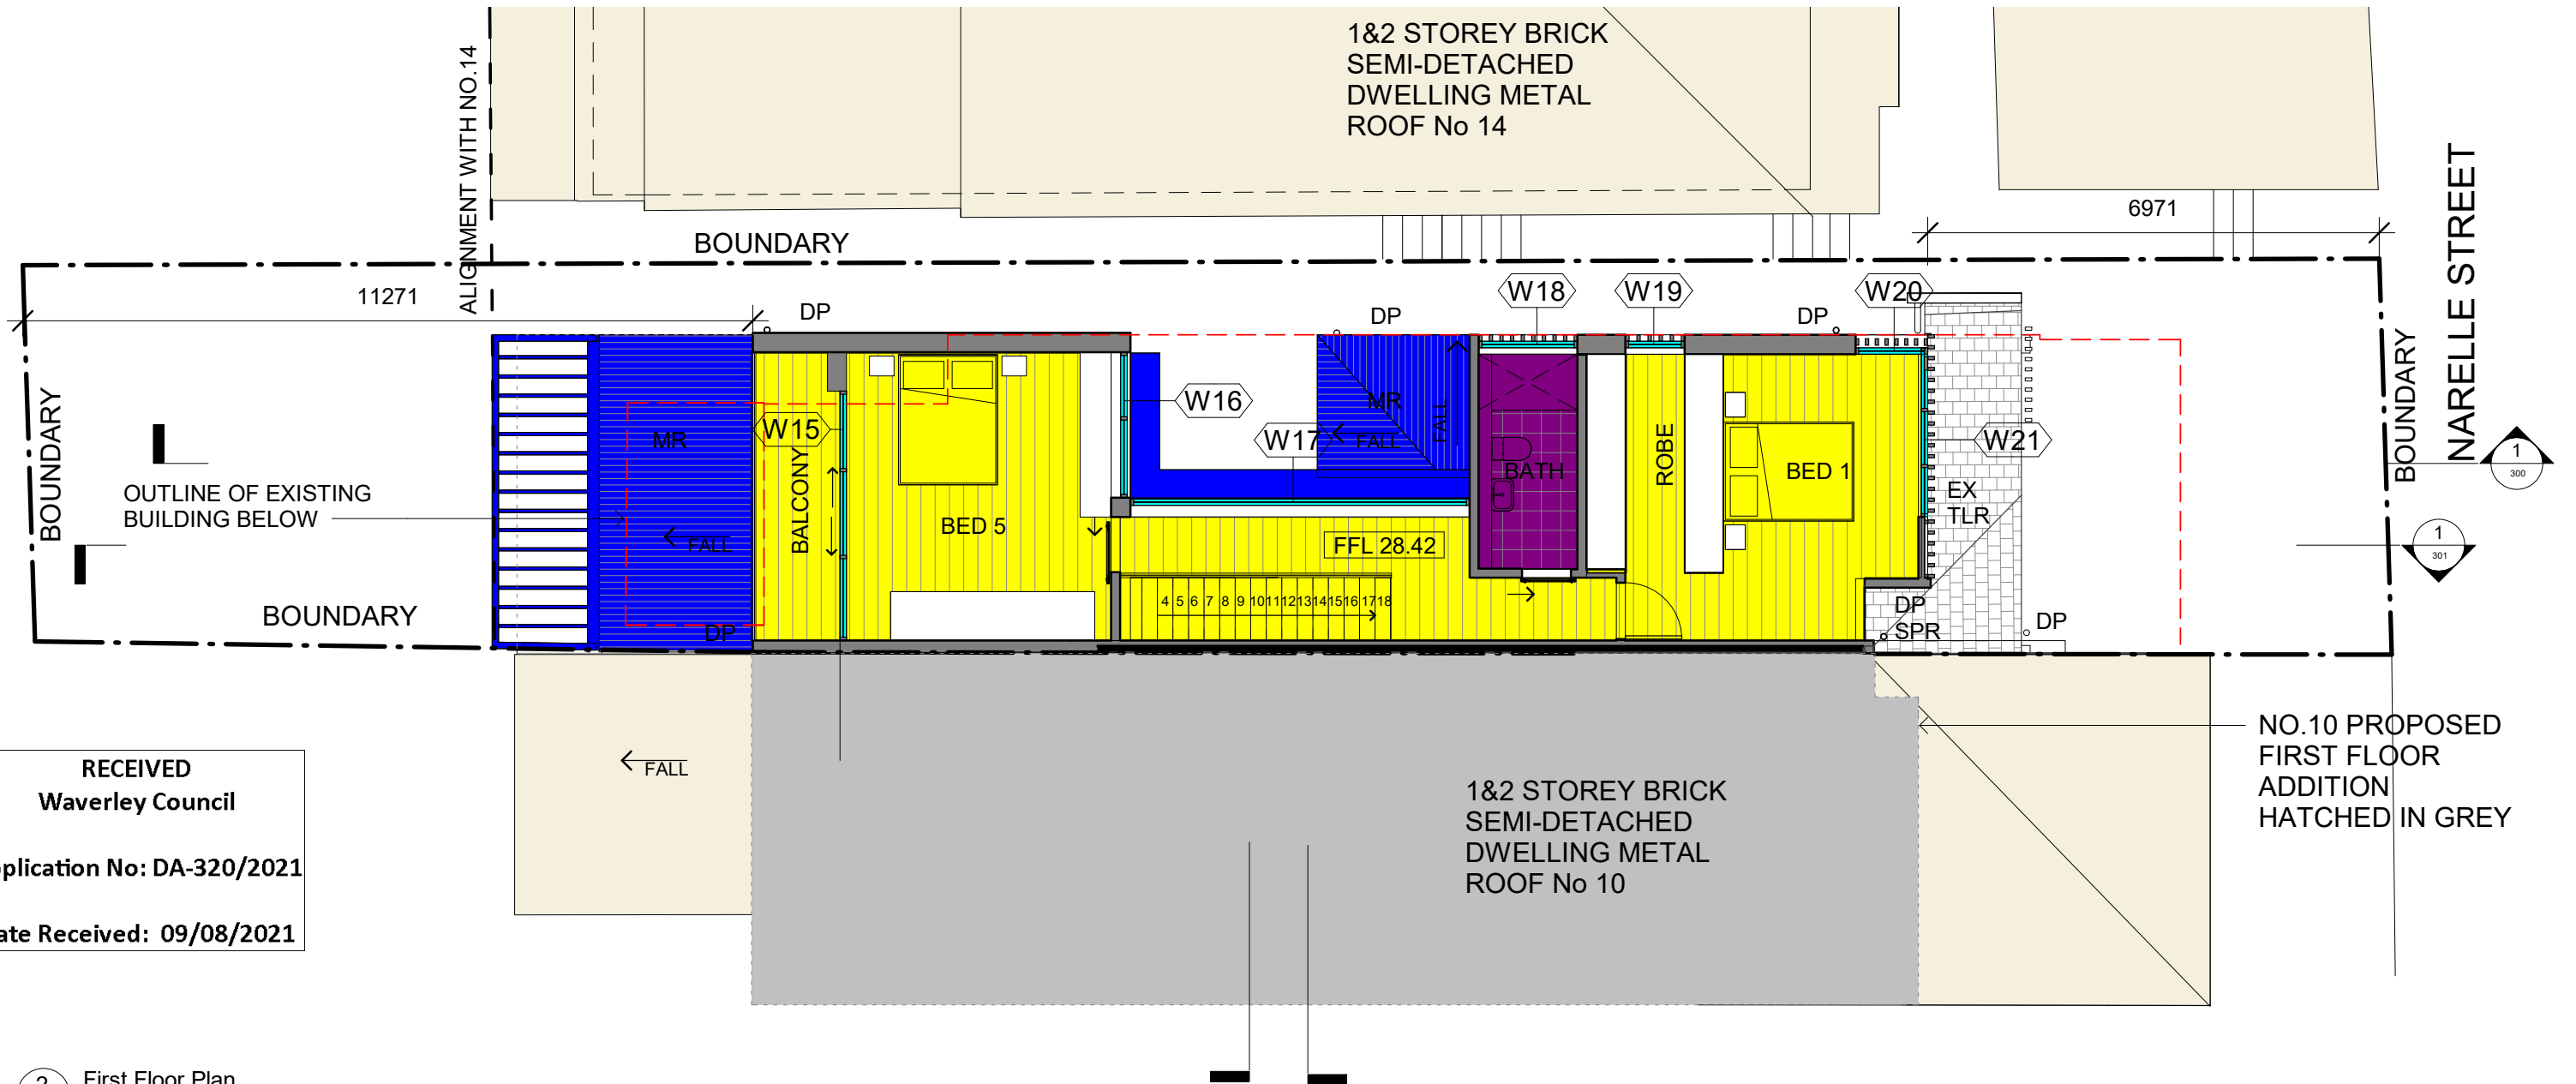 1&2 STOREY BRICK
SEMI-DETACHED
DWELLING METAL
ROOF No 14
ALIGNMENT WITH NO.14
6971
NARELLE STREET
BOUNDARY
11271
DP
DP
DP
W18
W19
W20
W16
W15
W17
W21
MR
MR
FALL
FALL
FALL
BALCONY
BED 5
BATH
ROBE
BED 1
EX
TLR
FFL 28.42
OUTLINE OF EXISTING
BUILDING BELOW
BOUNDARY
BOUNDARY
1
300
1
301
4 5 6 7 8 9 10 11 12 13 14 15 16 17 18
BOUNDARY
DP
DP
SPR
DP
FALL
NO.10 PROPOSED
FIRST FLOOR
ADDITION
HATCHED IN GREY
1&2 STOREY BRICK
SEMI-DETACHED
DWELLING METAL
ROOF No 10
RECEIVED
Waverley Council
plication No: DA-320/2021
ate Received: 09/08/2021
2
First Floor Plan